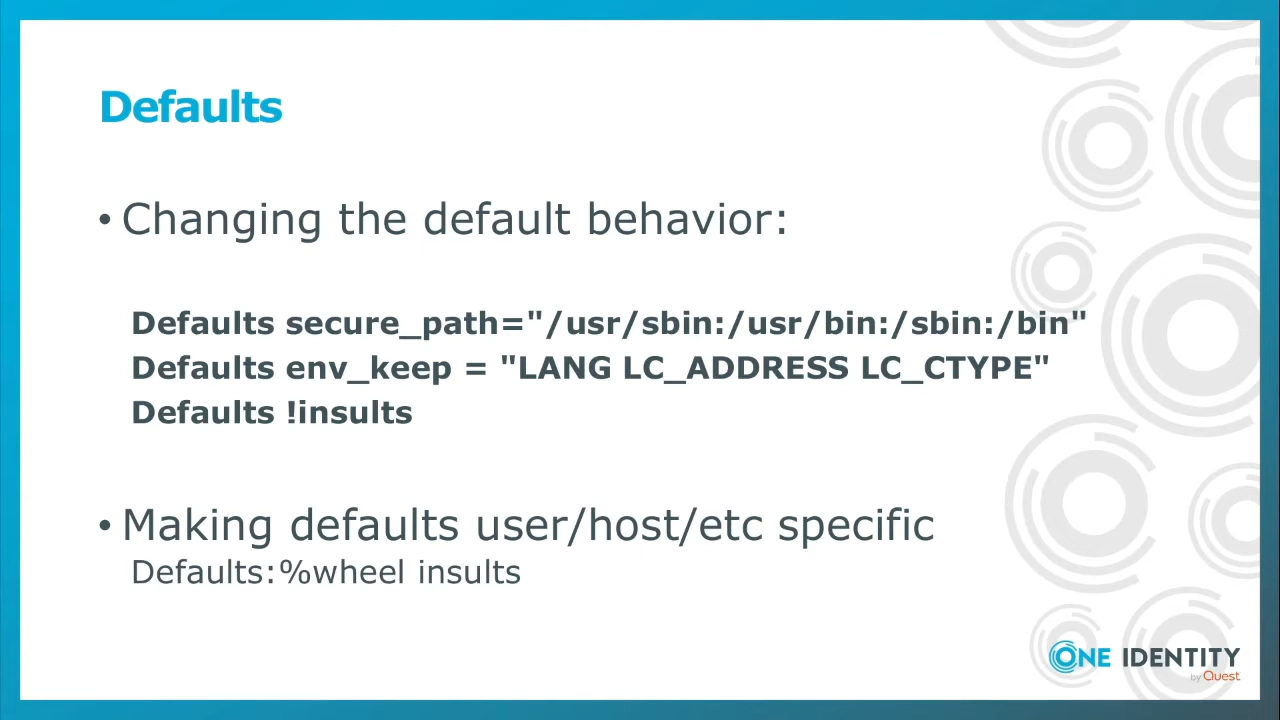 Defaults
• Changing the default behavior:
Defaults secure_path="/usr/sbin:/usr/bin:/sbin:/bin"
Defaults env_keep = "LANG LC_ADDRESS LC_CTYPE"
Defaults !insults
• Making defaults user/host/etc specific
Defaults:%wheel insults
ONE IDENTITY
by Quest